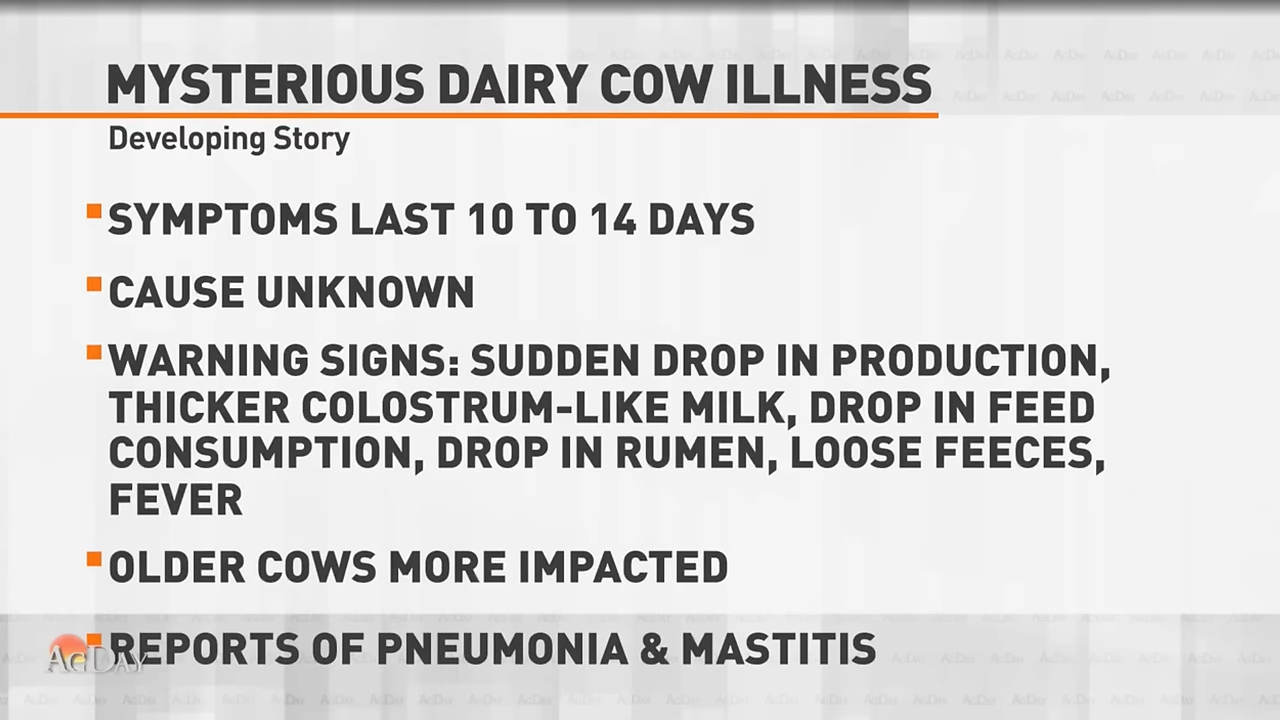 MYSTERIOUS DAIRY COW ILLNESS
Developing Story
SYMPTOMS LAST 10 TO 14 DAYS
CAUSE UNKNOWN
WARNING SIGNS: SUDDEN DROP IN PRODUCTION,
THICKER COLOSTRUM-LIKE MILK, DROP IN FEED
CONSUMPTION, DROP IN RUMEN, LOOSE FEECES,
FEVER
OLDER COWS MORE IMPACTED
REPORTS OF PNEUMONIA & MASTITIS
AGDAY